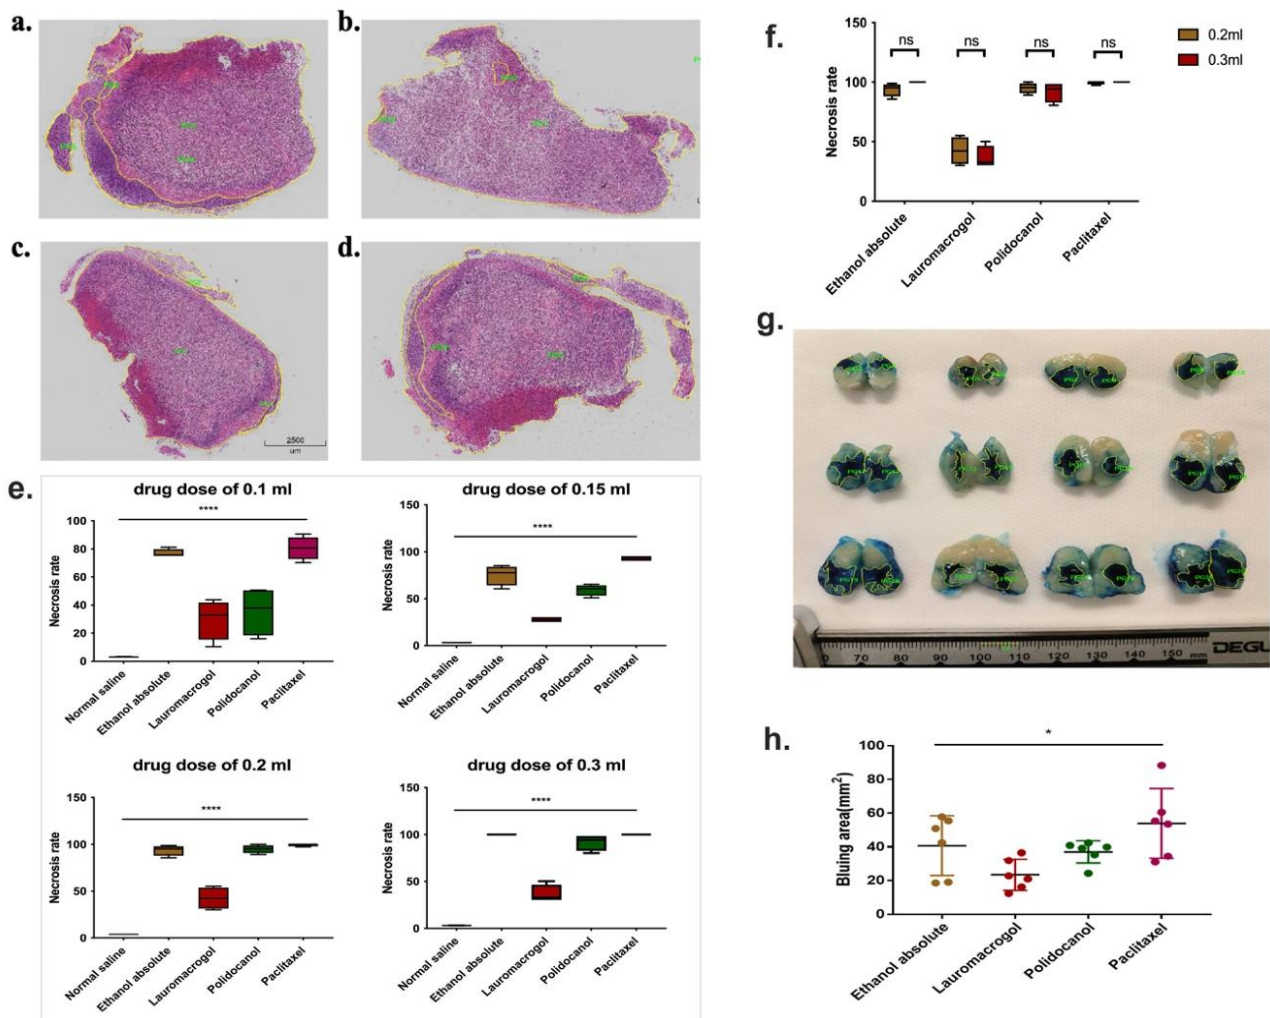 a.
b.
c.
d.
2500
um
e.
drug dose of 0.1 ml
****
Necrosis rate
100
80
60
40
20
0
Normal saline
Ethanol absolute
Lauromacrogol
Polidocanol
Paclitaxel
drug dose of 0.15 ml
****
Necrosis rate
150
100
50
0
Normal saline
Ethanol absolute
Lauromacrogol
Polidocanol
Paclitaxel
drug dose of 0.2 ml
****
Necrosis rate
150
100
50
0
Normal saline
Ethanol absolute
Lauromacrogol
Polidocanol
Paclitaxel
drug dose of 0.3 ml
****
Necrosis rate
150
100
50
0
Normal saline
Ethanol absolute
Lauromacrogol
Polidocanol
Paclitaxel
f.
Necrosis rate
150
100
50
0
ns
ns
ns
ns
0.2ml
0.3ml
Ethanol absolute
Lauromacrogol
Polidocanol
Paclitaxel
g.
70 80 90 100 110 120 130 140 150 mm
DEGL
h.
*
Bluing area(mm²)
100
80
60
40
20
0
Ethanol absolute
Lauromacrogol
Polidocanol
Paclitaxel